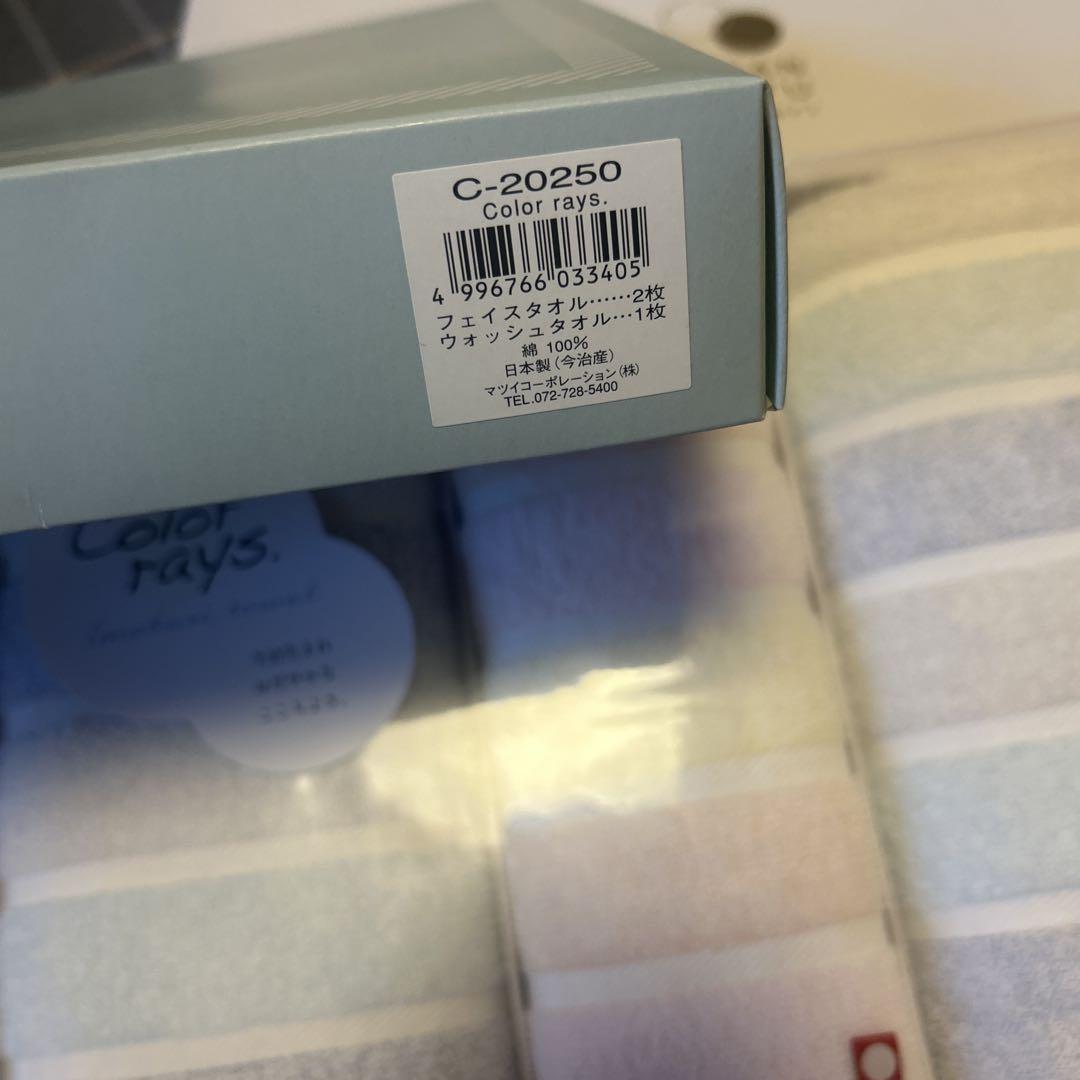 C-20250
Color rays.
4 996766 033405
フェイスタオル……2枚
ウォッシュタオル…1枚
綿 100%
日本製(今治産)
マツイコーポレーション(株)
TEL.072-728-5400
Color
rays.
imabari towel